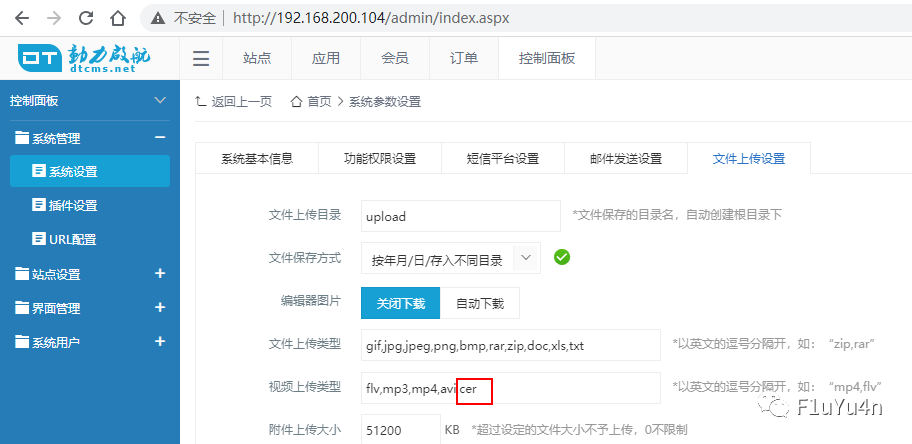 不安全 http://192.168.200.104/admin/index.aspx
DT 動力啟航 dtcms.net 站点 应用 会员 订单 控制面板
控制面板 返回上一页 首页 系统参数设置
系统管理
系统基本信息 功能权限设置 短信平台设置 邮件发送设置 文件上传设置
系统设置
插件设置 文件上传目录 upload *文件保存的目录名，自动创建根目录下
URL配置 文件保存方式 按年月/日/存入不同目录
站点设置
界面管理 编辑器图片 关闭下载 自动下载
系统用户 文件上传类型 gif,jpg,jpeg,png,bmp,rar,zip,doc,xls,txt *以英文的逗号分隔开，如：“zip,rar”
视频上传类型 flv,mp3,mp4,avi,cer *以英文的逗号分隔开，如：“mp4,flv”
F1uYu4n
附件上传大小 51200 KB *超过设定的文件大小不予上传，0不限制